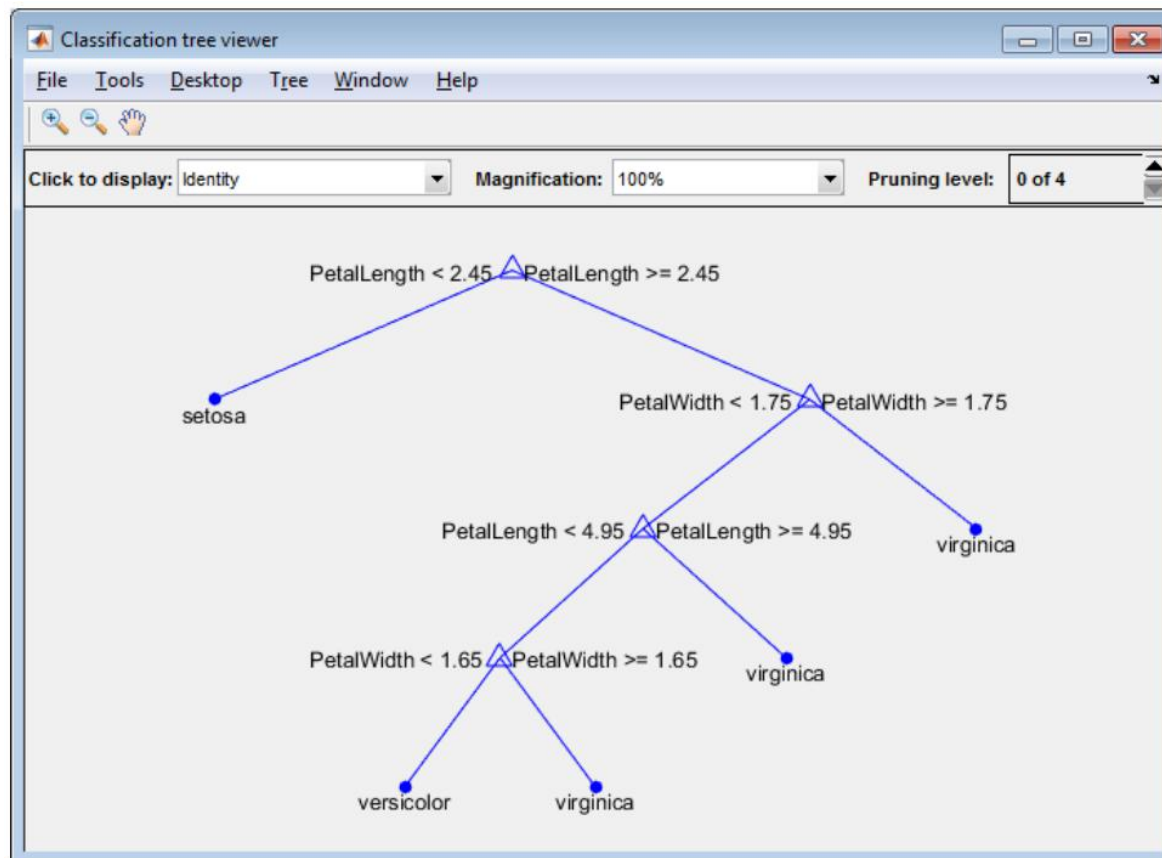 Classification tree viewer
File Tools Desktop Tree Window Help
Click to display: Identity Magnification: 100% Pruning level: 0 of 4
PetalLength < 2.45 PetalLength >= 2.45
setosa
PetalWidth < 1.75 PetalWidth >= 1.75
PetalLength < 4.95 PetalLength >= 4.95
virginica
PetalWidth < 1.65 PetalWidth >= 1.65
virginica
versicolor
virginica